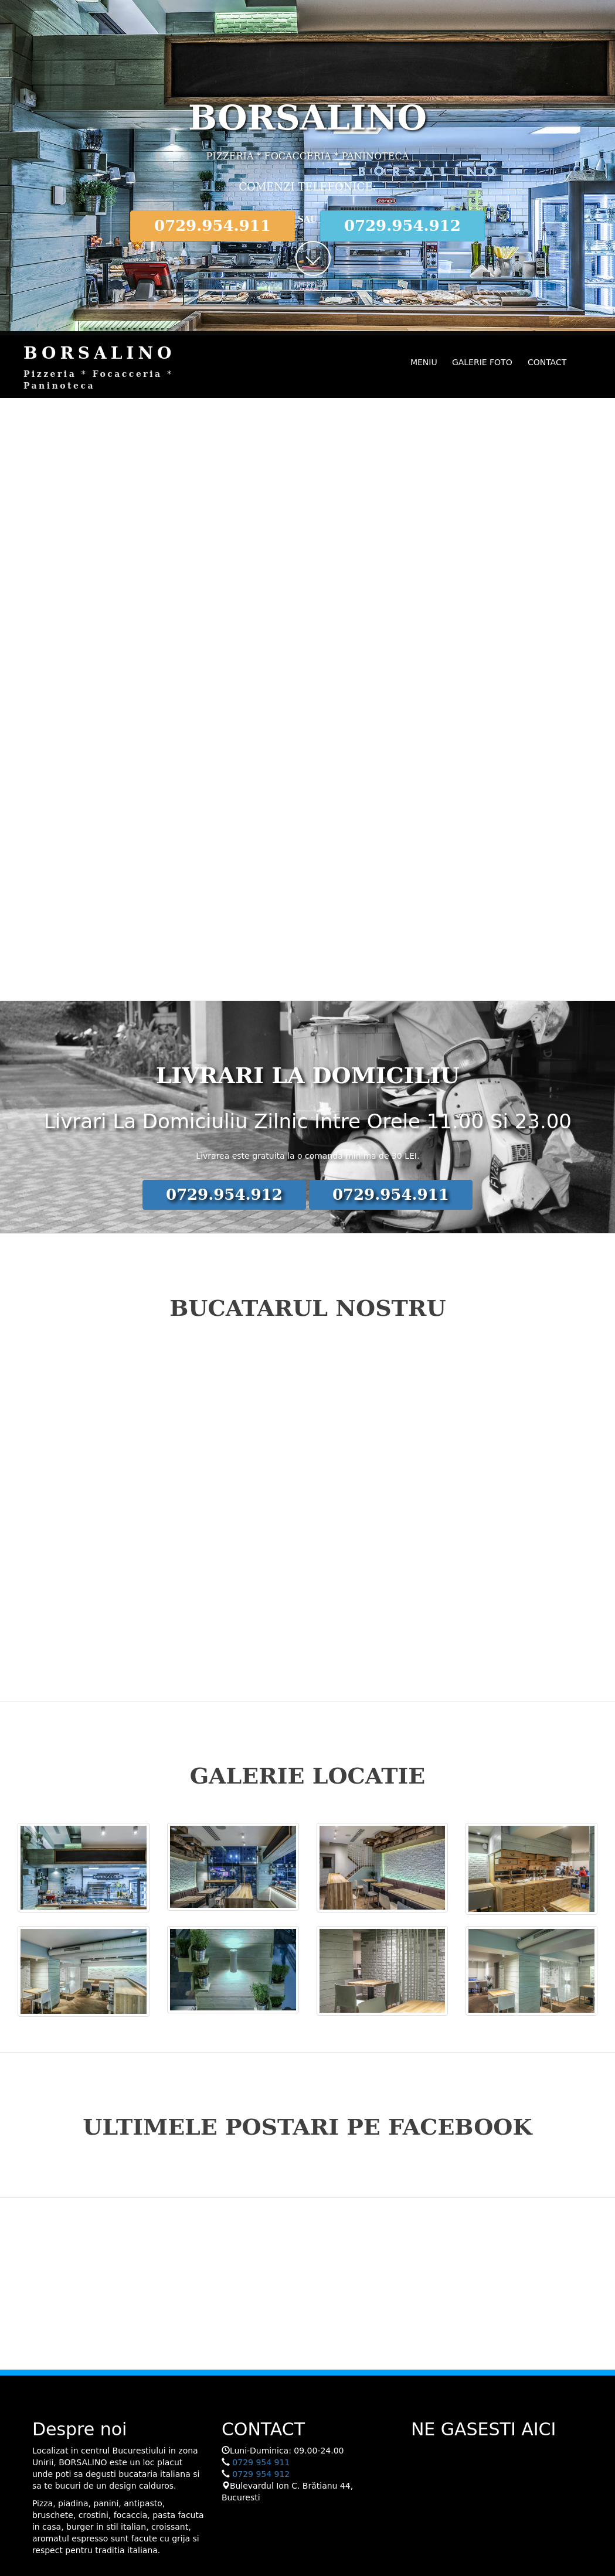 BORSALINO
PIZZERIA * FOCACCERIA * PANINOTECA
BORSALINO
COMENZI TELEFONICE:
0729.954.911 SAU 0729.954.912
BORSALINO
Pizzeria * Focacceria *
Paninoteca
MENIU GALERIE FOTO CONTACT
LIVRARI LA DOMICILIU
Livrari La Domiciuliu Zilnic Intre Orele 11.00 Si 23.00
Livrarea este gratuita la o comanda minima de 30 LEI.
0729.954.912 0729.954.911
BUCATARUL NOSTRU
GALERIE LOCATIE
ULTIMELE POSTARI PE FACEBOOK
Despre noi
Localizat in centrul Bucurestiului in zona
Unirii, BORSALINO este un loc placut
unde poti sa degusti bucataria italiana si
sa te bucuri de un design calduros.
Pizza, piadina, panini, antipasto,
bruschete, crostini, focaccia, pasta facuta
in casa, burger in stil italian, croissant,
aromatul espresso sunt facute cu grija si
respect pentru traditia italiana.
CONTACT
Luni-Duminica: 09.00-24.00
0729 954 911
0729 954 912
Bulevardul Ion C. Brătianu 44,
Bucuresti
NE GASESTI AICI